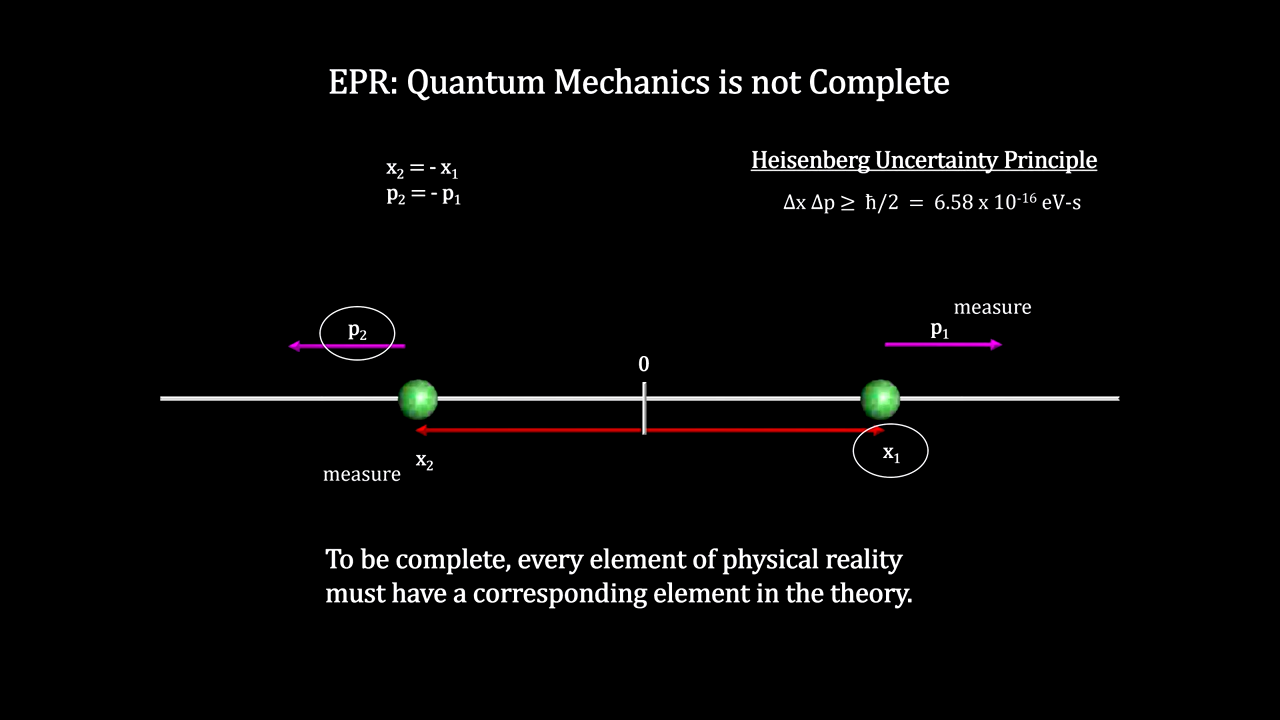 EPR: Quantum Mechanics is not Complete
x₂ = - x₁
p₂ = - p₁
Heisenberg Uncertainty Principle
Δx Δp ≥ ħ/2 = 6.58 x 10⁻¹⁶ eV-s
measure
p₂
p₁
0
x₂
x₁
measure
To be complete, every element of physical reality
must have a corresponding element in the theory.